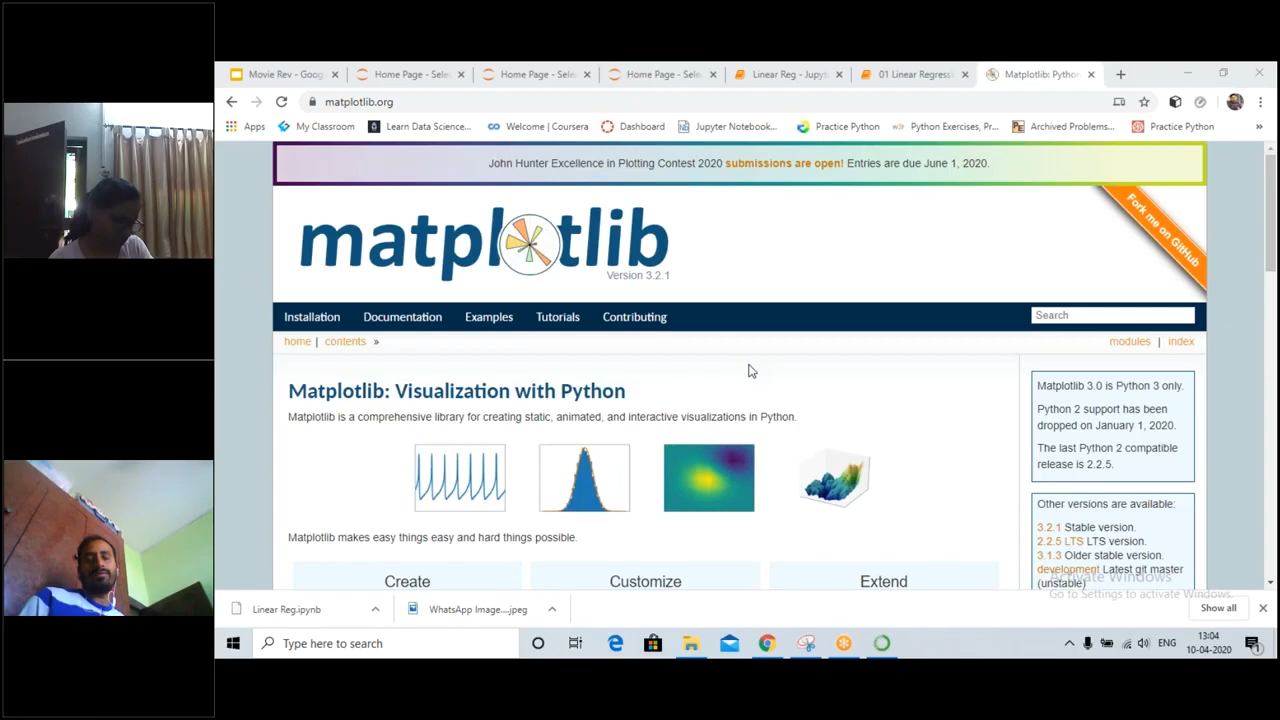 Movie Rev - Goog
Home Page - Sele
Home Page - Sele
Home Page - Sele
Linear Reg - Jupyt
01 Linear Regress
Matplotlib: Python
matplotlib.org
Apps
My Classroom
Learn Data Science...
Welcome | Coursera
Dashboard
Jupyter Notebook...
Practice Python
Python Exercises, Pr...
Archived Problems...
Practice Python
John Hunter Excellence in Plotting Contest 2020 submissions are open! Entries are due June 1, 2020.
Fork me on GitHub
matplotlib
Version 3.2.1
Installation Documentation Examples Tutorials Contributing
Search
home | contents »
modules | index
Matplotlib: Visualization with Python
Matplotlib is a comprehensive library for creating static, animated, and interactive visualizations in Python.
Matplotlib makes easy things easy and hard things possible.
Create
Customize
Extend
Matplotlib 3.0 is Python 3 only.
Python 2 support has been
dropped on January 1, 2020.
The last Python 2 compatible
release is 2.2.5.
Other versions are available:
3.2.1 Stable version.
2.2.5 LTS LTS version.
3.1.3 Older stable version.
development Latest git master
(unstable)
Activate Windows
Go to Settings to activate Windows.
Linear Reg.ipynb
WhatsApp Image....jpeg
Show all
Type here to search
ENG
13:04
10-04-2020